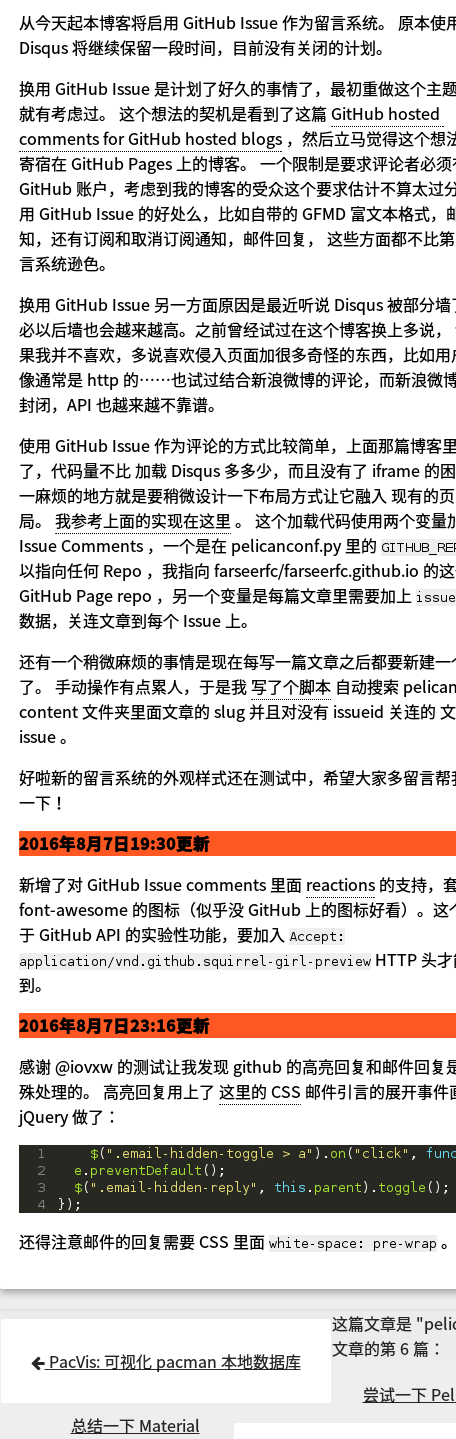 从今天起本博客将启用 GitHub Issue 作为留言系统。 原本使用
Disqus 将继续保留一段时间，目前没有关闭的计划。
换用 GitHub Issue 是计划了好久的事情了，最初重做这个主题
就有考虑过。 这个想法的契机是看到了这篇 GitHub hosted
comments for GitHub hosted blogs ，然后立马觉得这个想法
寄宿在 GitHub Pages 上的博客。 一个限制是要求评论者必须
GitHub 账户，考虑到我的博客的受众这个要求估计不算太过分
用 GitHub Issue 的好处么，比如自带的 GFMD 富文本格式，
知，还有订阅和取消订阅通知，邮件回复， 这些方面都不比第
言系统逊色。
换用 GitHub Issue 另一方面原因是最近听说 Disqus 被部分墙
必以后墙也会越来越高。之前曾经试过在这个博客换上多说，
果我并不喜欢，多说喜欢侵入页面加很多奇怪的东西，比如用
像通常是 http 的……也试过结合新浪微博的评论，而新浪微博
封闭，API 也越来越不靠谱。
使用 GitHub Issue 作为评论的方式比较简单，上面那篇博客里
了，代码量不比 加载 Disqus 多多少，而且没有了 iframe 的困
一麻烦的地方就是要稍微设计一下布局方式让它融入 现有的页
局。 我参考上面的实现在这里 。 这个加载代码使用两个变量加
Issue Comments ，一个是在 pelicanconf.py 里的 GITHUB_REP
以指向任何 Repo ，我指向 farseerfc/farseerfc.github.io 的这
GitHub Page repo ，另一个变量是每篇文章里需要加上 issue
数据，关连文章到每个 Issue 上。
还有一个稍微麻烦的事情是现在每写一篇文章之后都要新建一
了。 手动操作有点累人，于是我 写了个脚本 自动搜索 pelican
content 文件夹里面文章的 slug 并且对没有 issueid 关连的 文
issue 。
好啦新的留言系统的外观样式还在测试中，希望大家多留言帮
一下！
2016年8月7日19:30更新
新增了对 GitHub Issue comments 里面 reactions 的支持，套
font-awesome 的图标（似乎没 GitHub 上的图标好看）。这
于 GitHub API 的实验性功能，要加入 Accept:
application/vnd.github.squirrel-girl-preview HTTP 头才
到。
2016年8月7日23:16更新
感谢 @iovxw 的测试让我发现 github 的高亮回复和邮件回复是
殊处理的。 高亮回复用上了 这里的 CSS 邮件引言的展开事件
jQuery 做了：
1 $(".email-hidden-toggle > a").on("click", func
2 e.preventDefault();
3 $(".email-hidden-reply", this.parent).toggle();
4 });
还得注意邮件的回复需要 CSS 里面 white-space: pre-wrap 。
这篇文章是 "pelic
文章的第 6 篇：
PacVis: 可视化 pacman 本地数据库
尝试一下 Pel
总结一下 Material